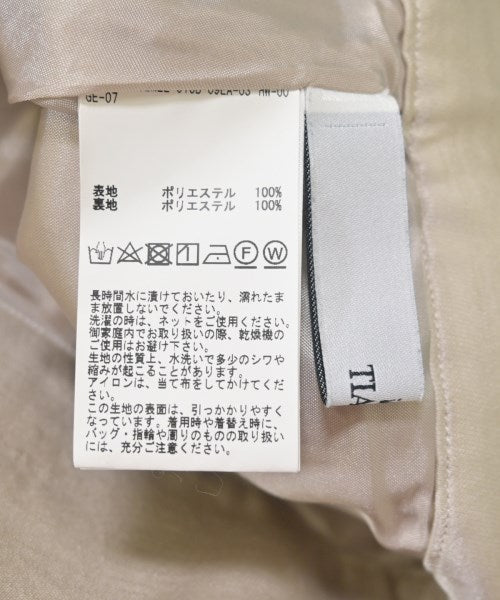 GE-07
表地 ポリエステル 100%
裏地 ポリエステル 100%
F W
長時間水に漬けておいたり、濡れたま
ま放置しないでください。
洗濯の時は、ネットをご使用ください。
御家庭内でお取り扱いの際、乾燥機の
ご使用はお避け下さい。
生地の性質上、水洗いで多少のシワや
縮みが起こることがあります。
アイロンは、当て布をしてかけてください。
この生地の表面は、引っかかりやすく
なっています。着用時や着替え時に、
バッグ・指輪や周りのものの取り扱い
には、充分ご注意ください。
TIA